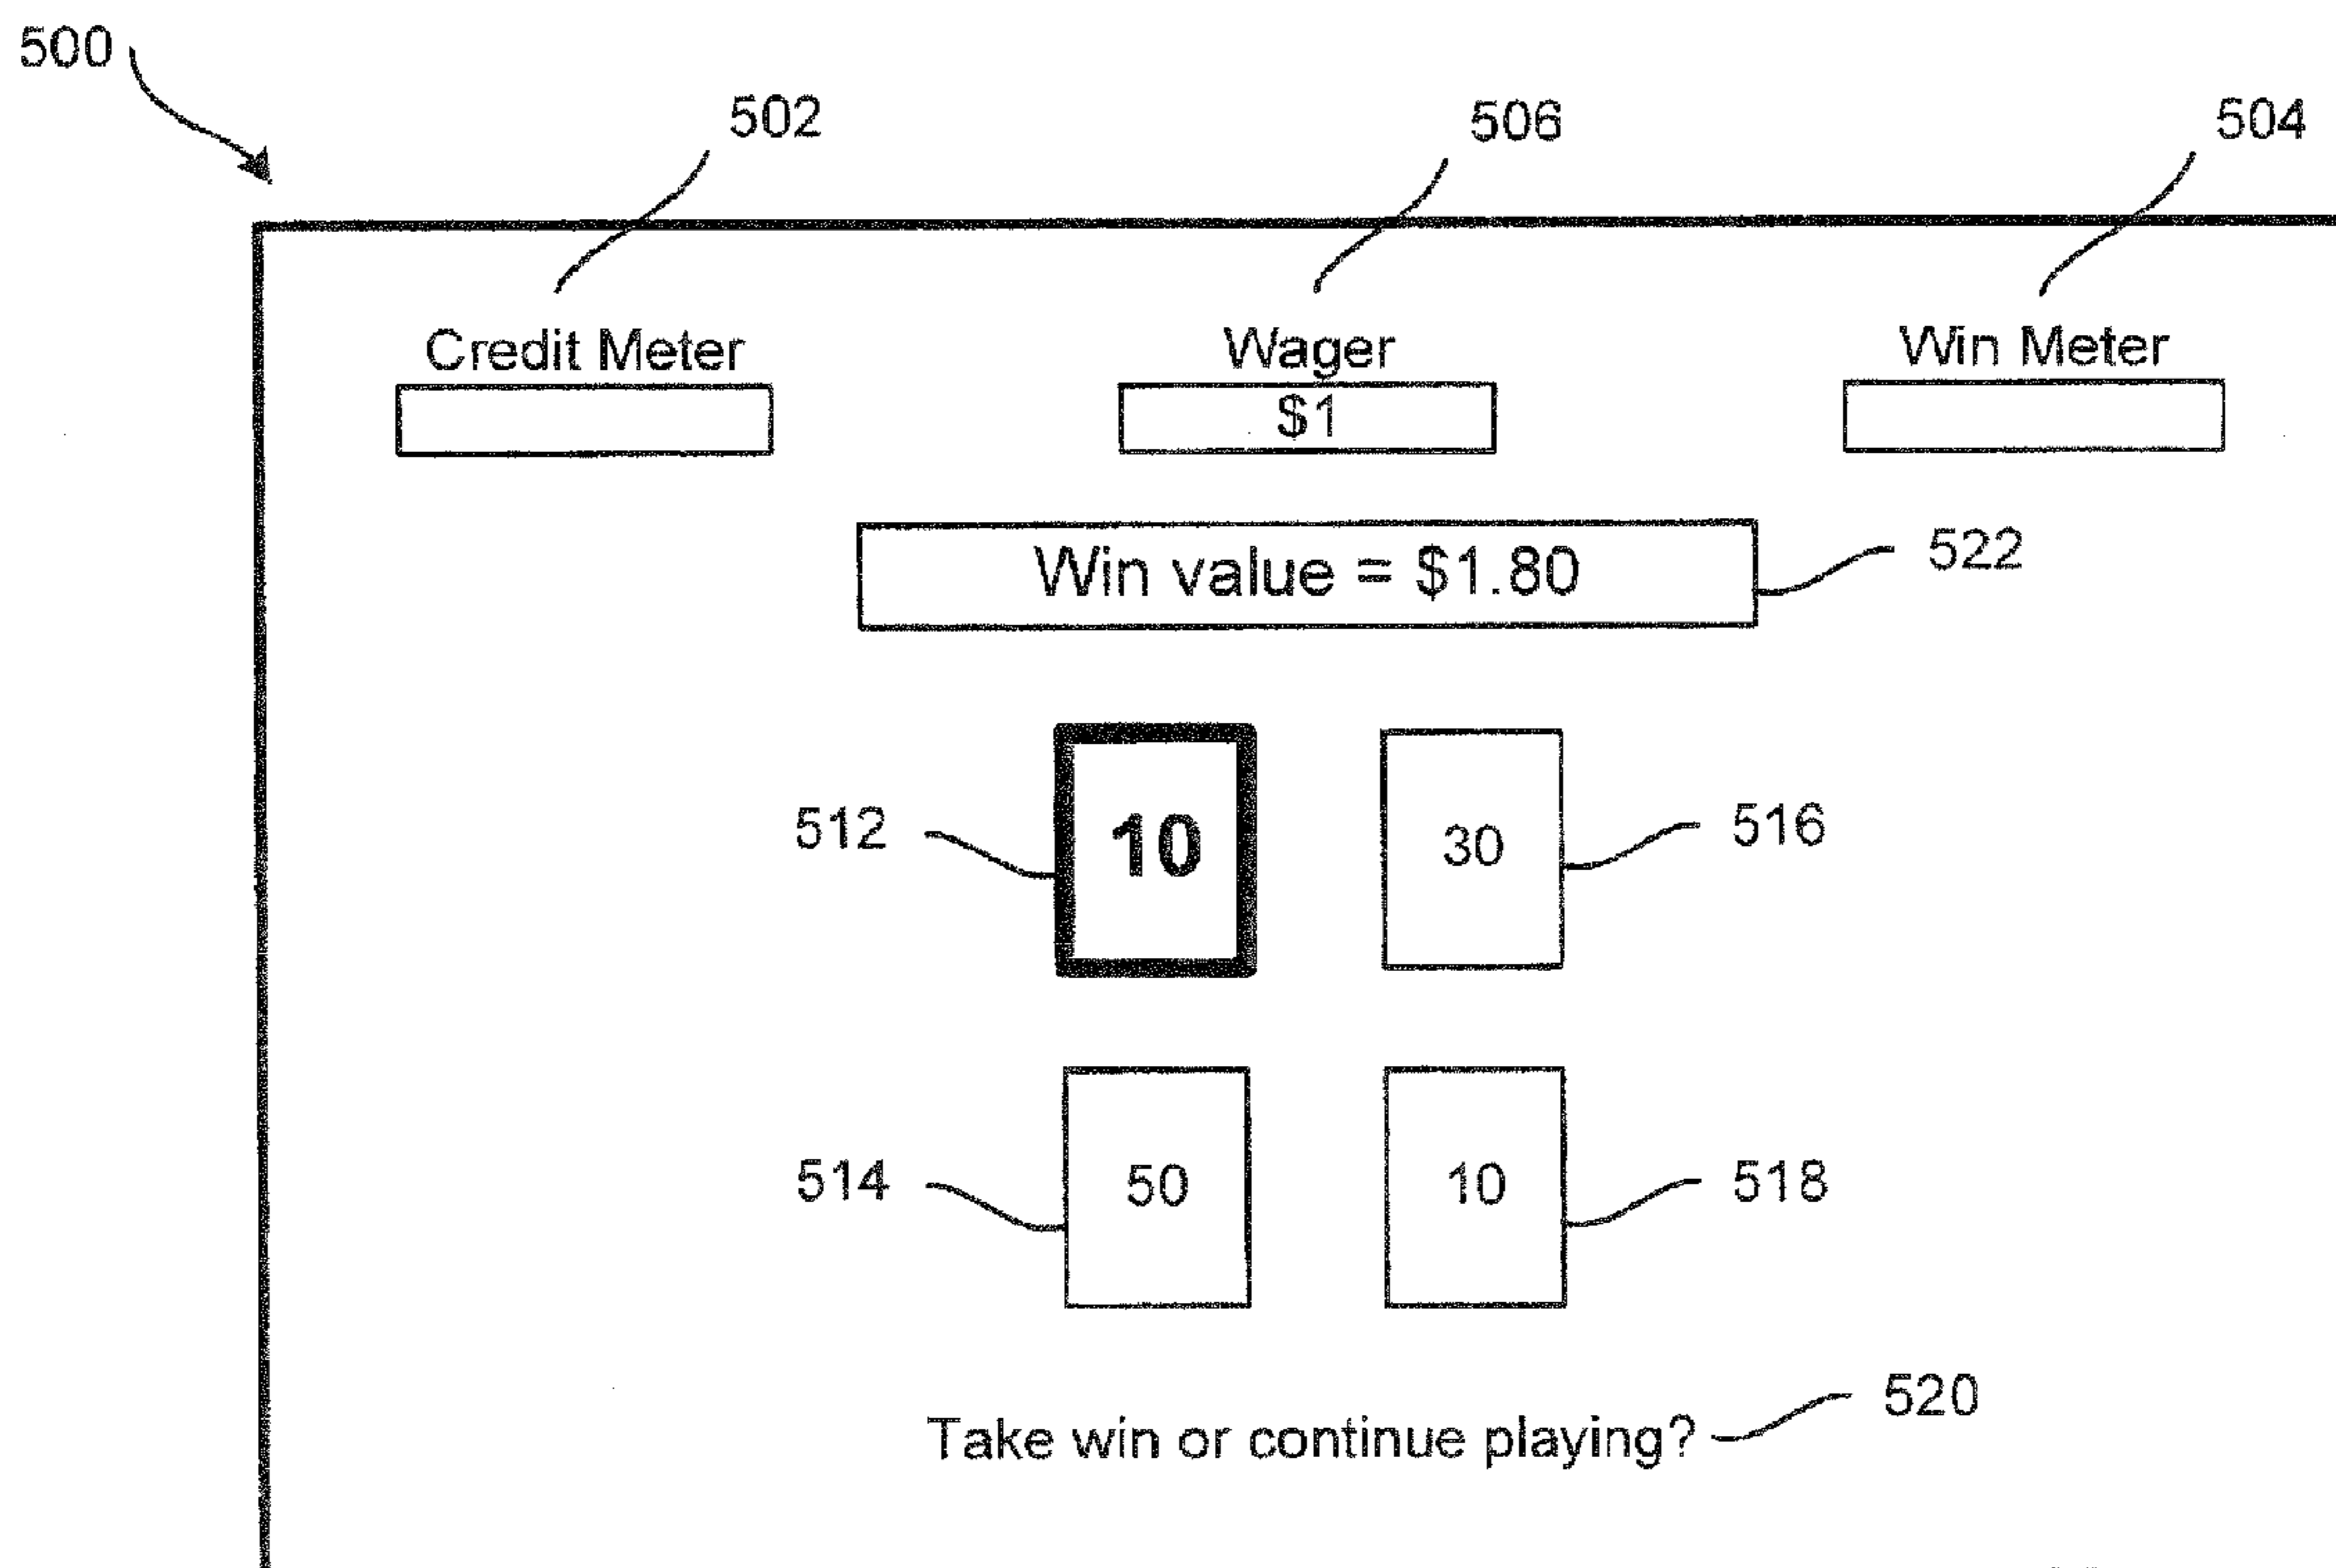 500
502 506 504
Credit Meter Wager Win Meter
$1
Win value = $1.80 522
512 10 30 516
514 50 10 518
Take win or continue playing? 520